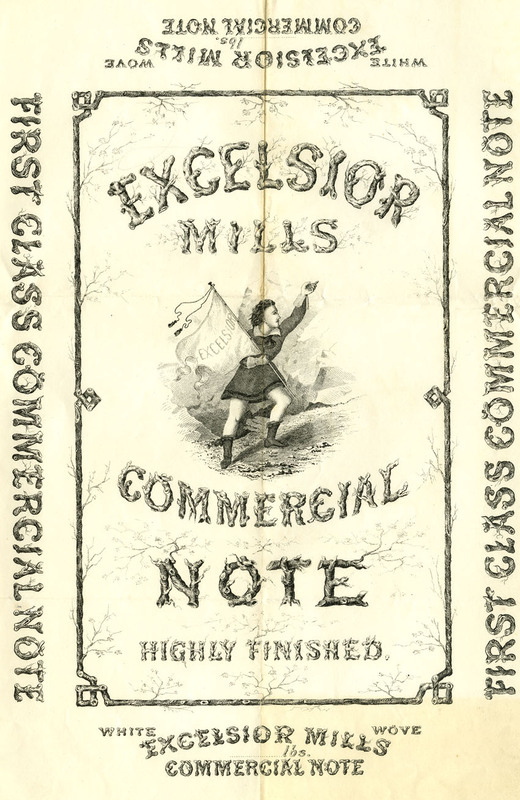 WHITE EXCELSIOR MILLS WOVE
lbs.
COMMERCIAL NOTE
FIRST CLASS COMMERCIAL NOTE
EXCELSIOR
MILLS
EXCELSIOR
COMMERCIAL
NOTE
HIGHLY FINISHED.
FIRST CLASS COMMERCIAL NOTE
WHITE EXCELSIOR MILLS WOVE
lbs.
COMMERCIAL NOTE